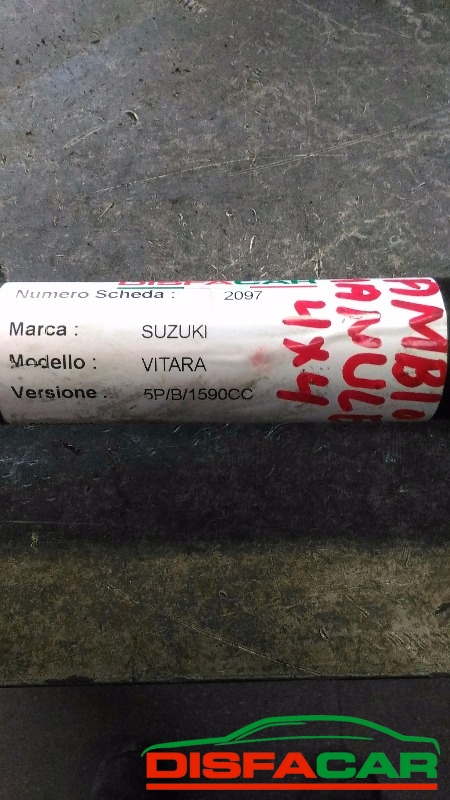 DISFACAR
Numero Scheda : 2097
Marca : SUZUKI
Modello : VITARA
Versione : 5P/B/1590CC
4X4
DISFACAR